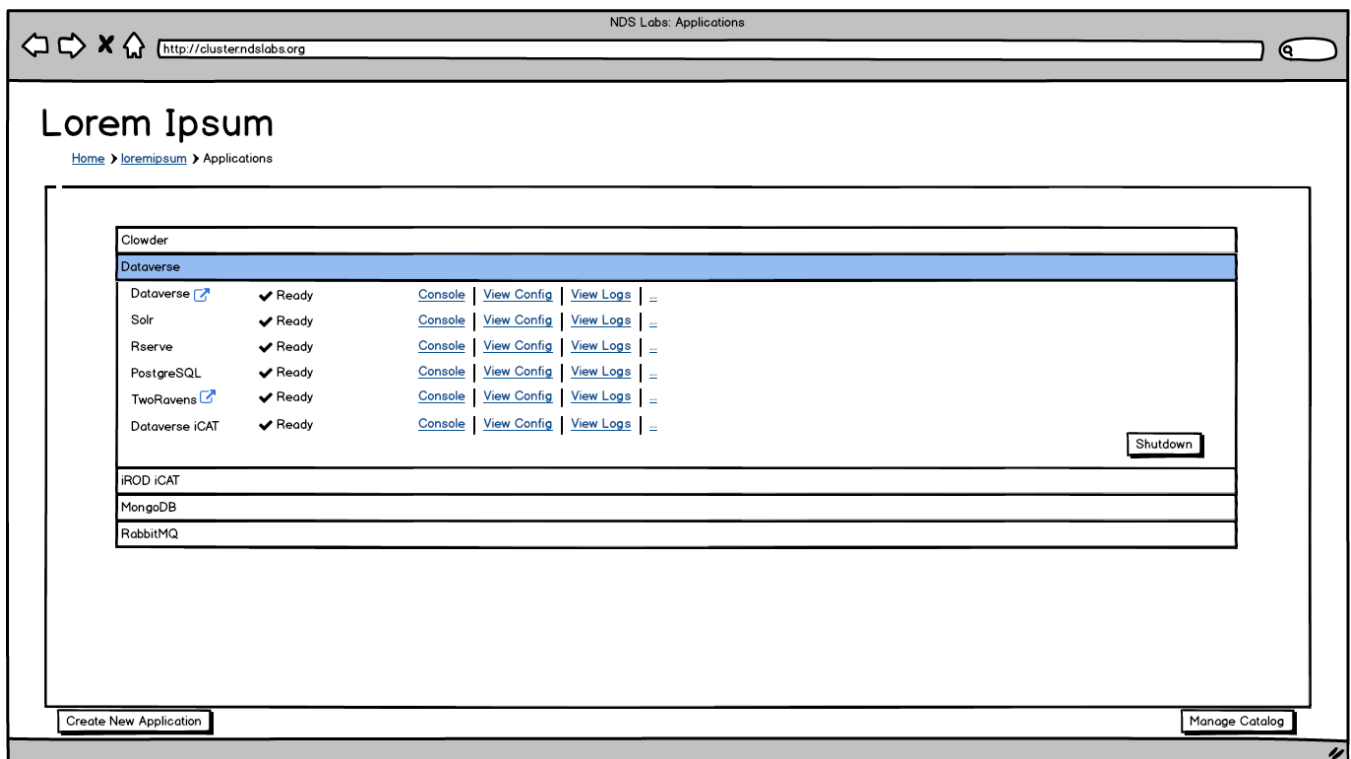 NDS Labs: Applications
http://cluster.ndslabs.org
Lorem Ipsum
Home > loremipsum > Applications
Clowder
Dataverse
Dataverse Ready Console | View Config | View Logs | ...
Solr Ready Console | View Config | View Logs | ...
Rserve Ready Console | View Config | View Logs | ...
PostgreSQL Ready Console | View Config | View Logs | ...
TwoRavens Ready Console | View Config | View Logs | ...
Dataverse iCAT Ready Console | View Config | View Logs | ...
Shutdown
iROD iCAT
MongoDB
RabbitMQ
Create New Application
Manage Catalog